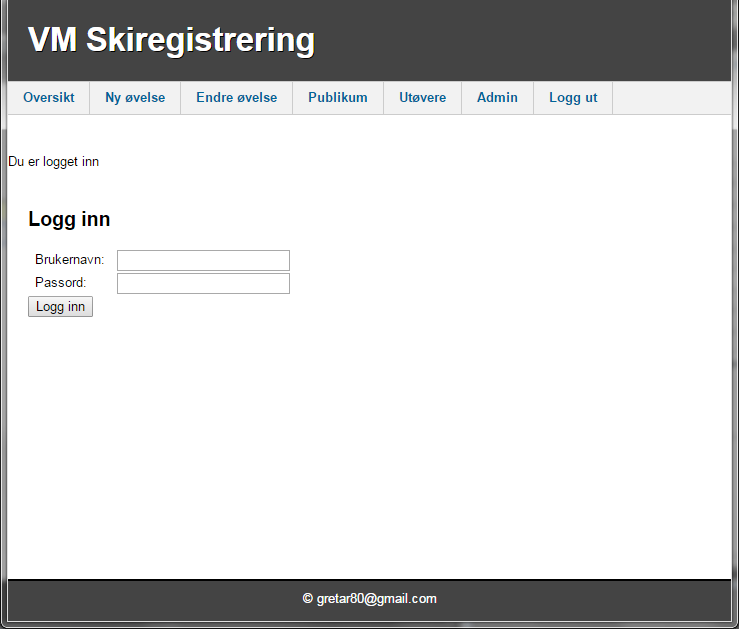 VM Skiregistrering
Oversikt Ny øvelse Endre øvelse Publikum Utøvere Admin Logg ut
Du er logget inn
Logg inn
Brukernavn:
Passord:
Logg inn
© gretar80@gmail.com